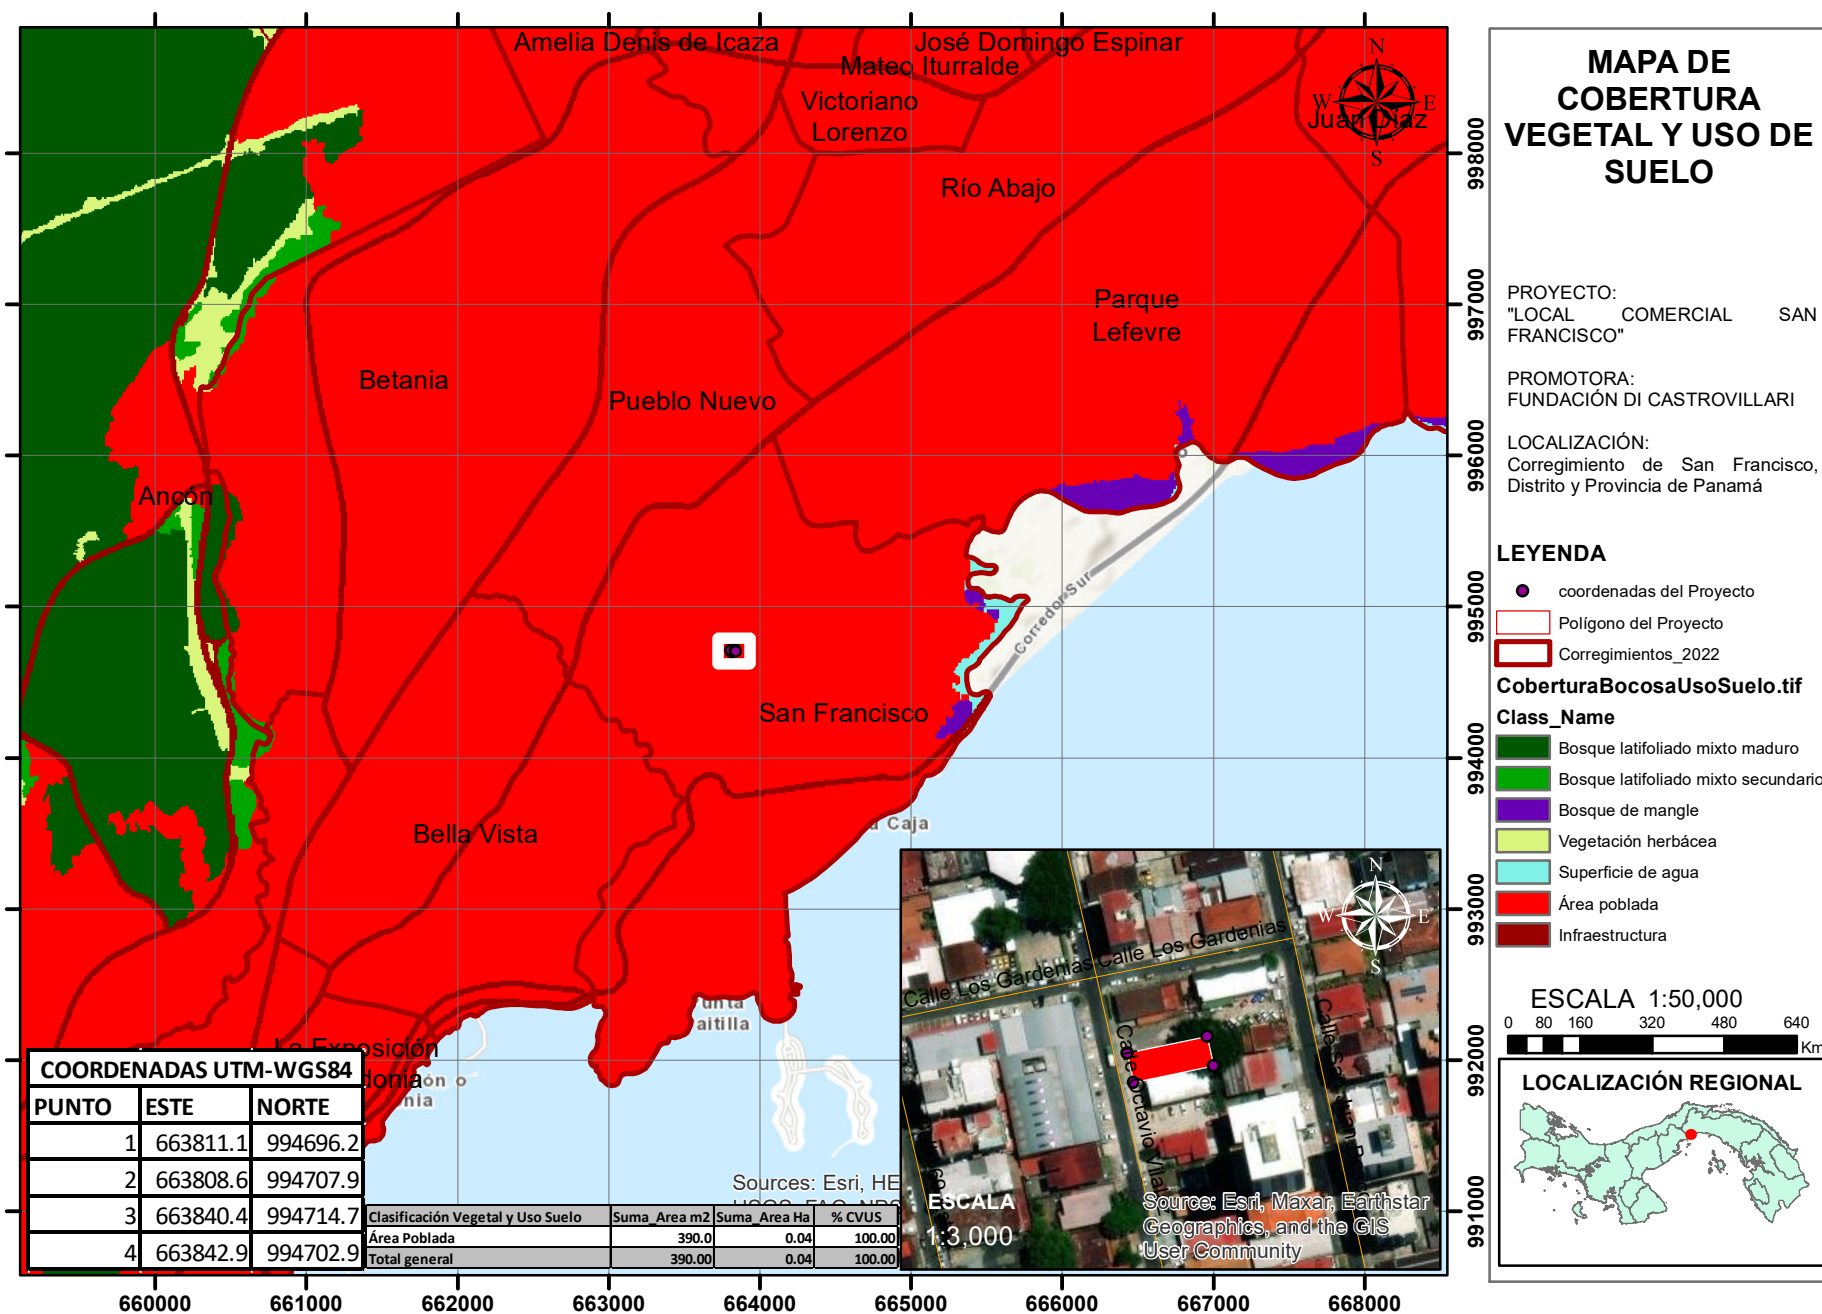 Amelia Denis de Icaza
José Domingo Espinar
Mateo Iturralde
Victoriano
Lorenzo
Juan Díaz
N
W
E
S
Río Abajo
Parque
Lefevre
Betania
Pueblo Nuevo
Ancón
Corredor Sur
San Francisco
Bella Vista
Caja
La Exposición
aitilla
ón o
nia
donia
Sources: Esri, HE
998000
997000
996000
995000
994000
993000
992000
991000
660000
661000
662000
663000
664000
665000
666000
667000
668000
COORDENADAS UTM-WGS84
PUNTO ESTE NORTE
1 663811.1 994696.2
2 663808.6 994707.9
3 663840.4 994714.7
4 663842.9 994702.9
Clasificación Vegetal y Uso Suelo Suma_Area m2 Suma_Area Ha % CVUS
Área Poblada 390.0 0.04 100.00
Total general 390.00 0.04 100.00
Calle Los Gardenias
Calle Los Gardenias
N
W
E
S
ESCALA
1:3,000
Source: Esri, Maxar, Earthstar
Geographics, and the GIS
User Community
MAPA DE
COBERTURA
VEGETAL Y USO DE
SUELO
PROYECTO:
"LOCAL COMERCIAL SAN
FRANCISCO"
PROMOTORA:
FUNDACIÓN DI CASTROVILLARI
LOCALIZACIÓN:
Corregimiento de San Francisco,
Distrito y Provincia de Panamá
LEYENDA
coordenadas del Proyecto
Polígono del Proyecto
Corregimientos_2022
CoberturaBocosaUsoSuelo.tif
Class_Name
Bosque latifoliado mixto maduro
Bosque latifoliado mixto secundario
Bosque de mangle
Vegetación herbácea
Superficie de agua
Área poblada
Infraestructura
ESCALA 1:50,000
0 80 160 320 480 640
Km
LOCALIZACIÓN REGIONAL